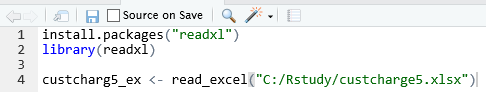 Source on Save
1 install.packages("readxl")
2 library(readxl)
3
4 custcharg5_ex <- read_excel("C:/Rstudy/custcharge5.xlsx")